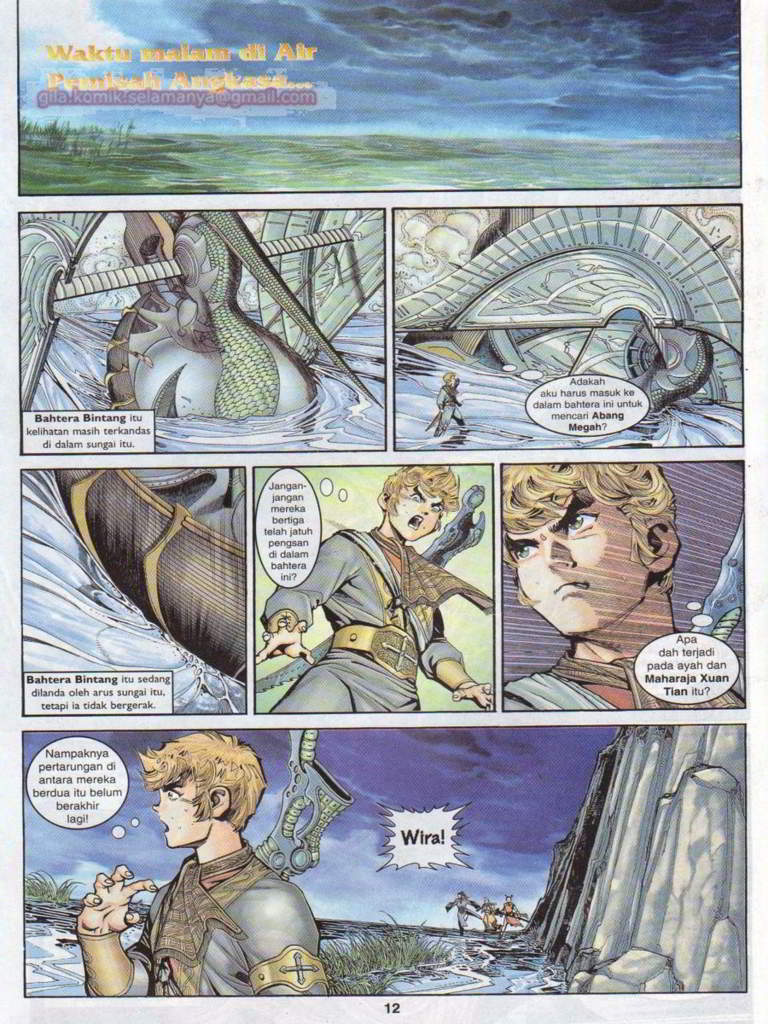 Waktu malam di Air
Pemisah Angkasa...
gila.komik.selamanya@gmail.com
Bahtera Bintang itu
kelihatan masih terkandas
di dalam sungai itu.
Adakah
aku harus masuk ke
dalam bahtera ini untuk
mencari Abang
Megah?
Bahtera Bintang itu sedang
dilanda oleh arus sungai itu,
tetapi ia tidak bergerak.
Jangan-
jangan
mereka
bertiga
telah jatuh
pengsan
di dalam
bahtera
ini?
Apa
dah terjadi
pada ayah dan
Maharaja Xuan
Tian itu?
Nampaknya
pertarungan di
antara mereka
berdua itu belum
berakhir
lagi!
Wira!
12